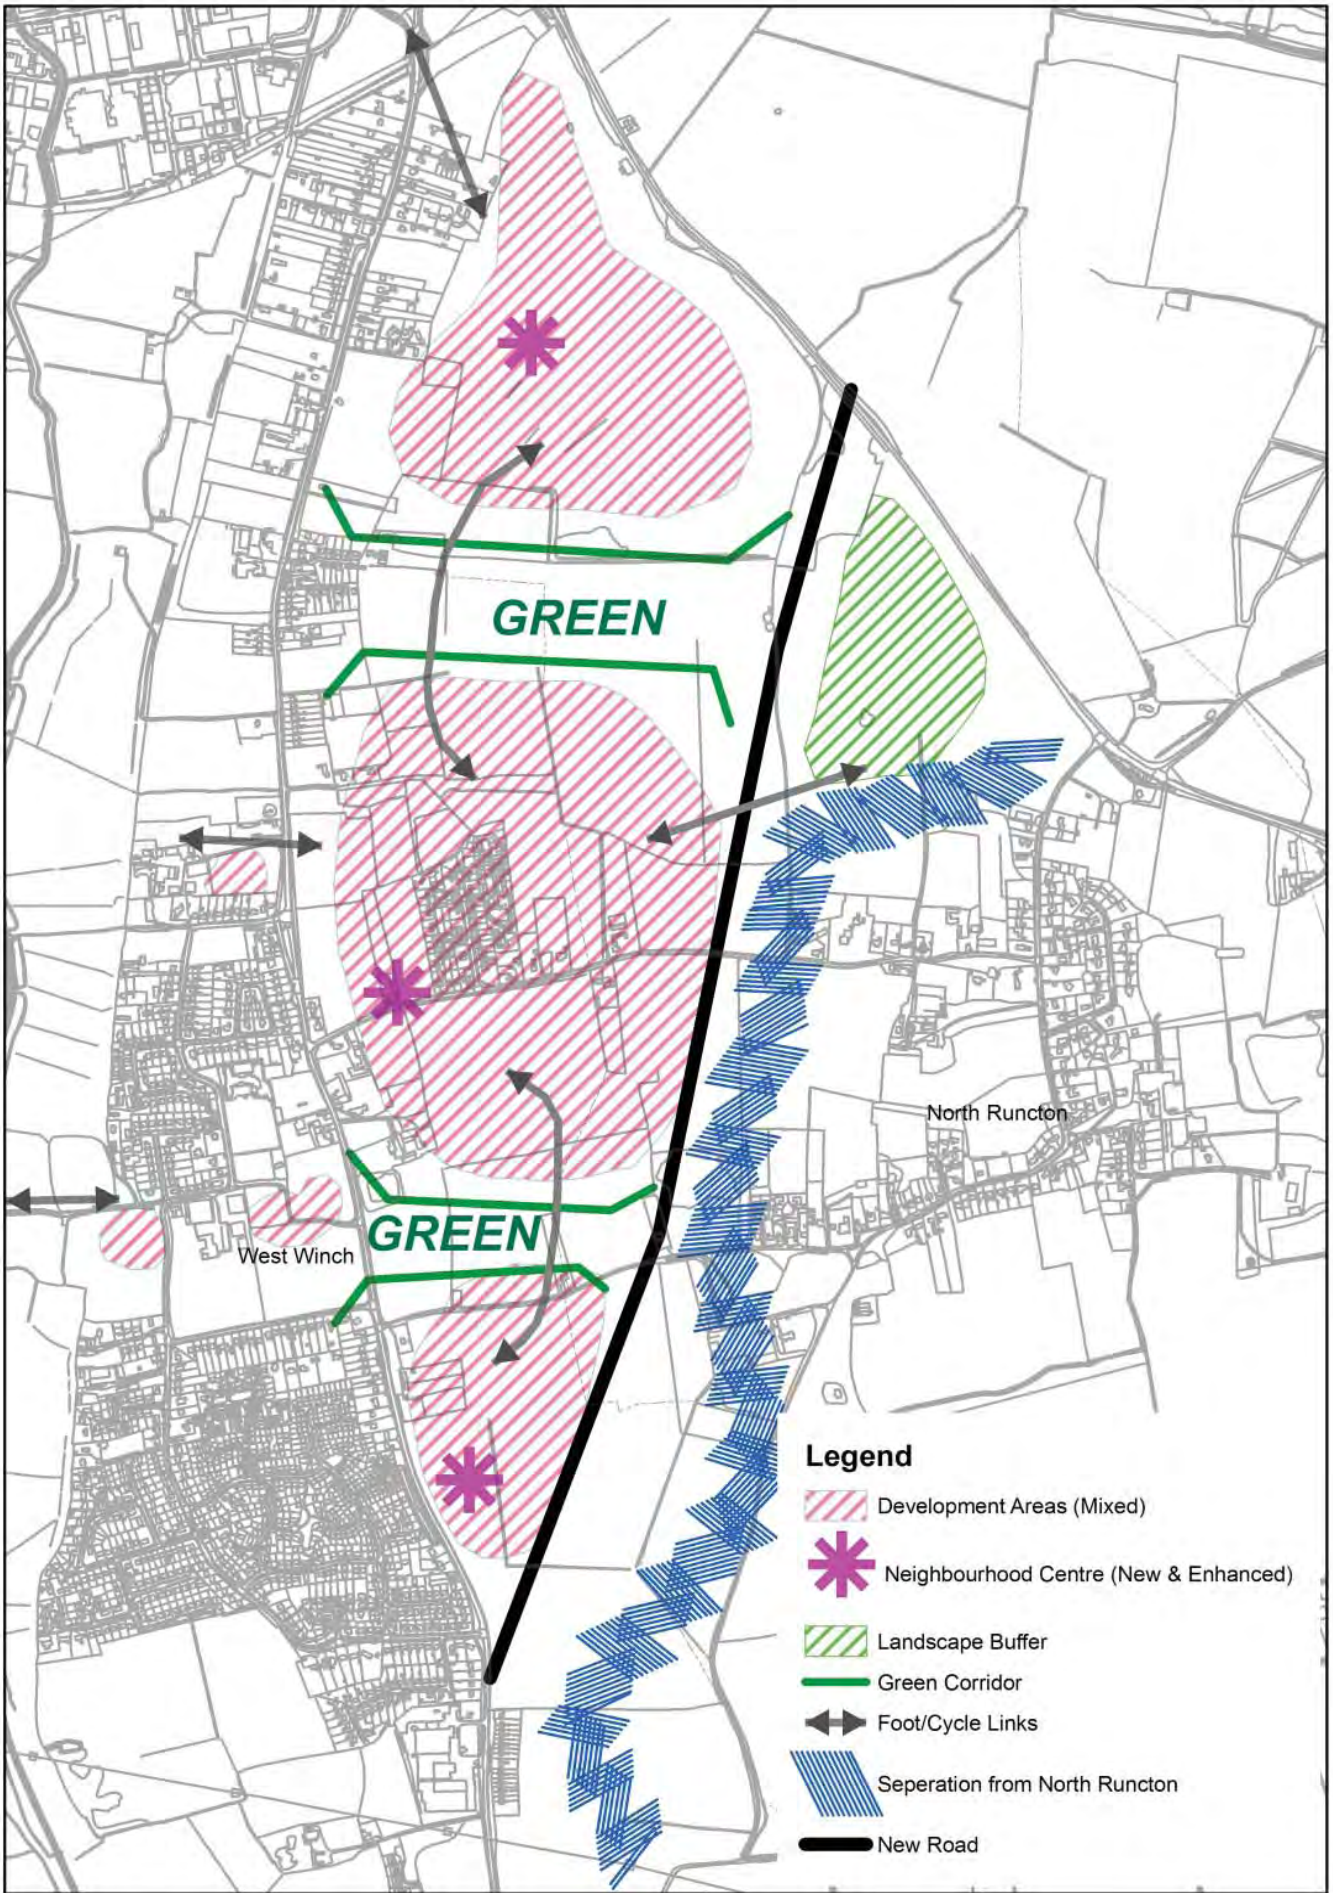 GREEN
North Runcton
GREEN
West Winch
Legend
Development Areas (Mixed)
Neighbourhood Centre (New & Enhanced)
Landscape Buffer
Green Corridor
Foot/Cycle Links
Seperation from North Runcton
New Road